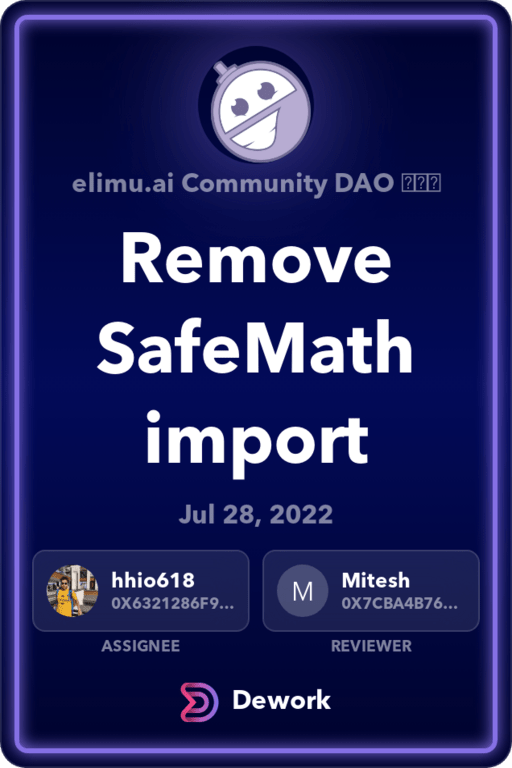 elimu.ai Community DAO
Remove
SafeMath
import
Jul 28, 2022
hhio618
0X6321286F9...
ASSIGNEE
M
Mitesh
0X7CBA4B76...
REVIEWER
Dework